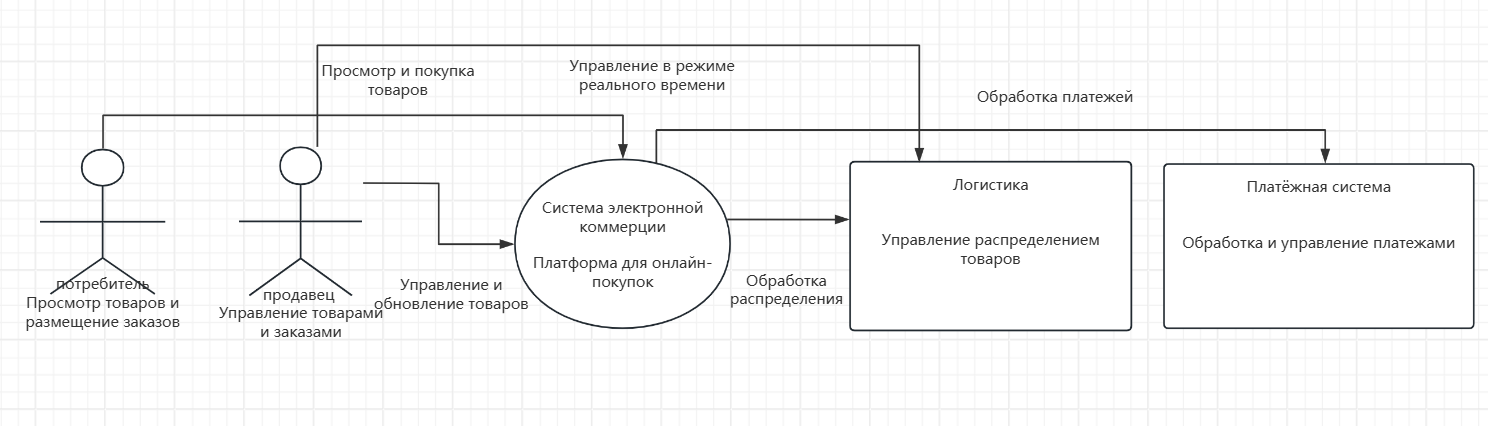 Просмотр и покупка
товаров
Управление в режиме
реального времени
Обработка платежей
потребитель
Просмотр товаров и
размещение заказов
продавец
Управление товарами
и заказами
Управление и
обновление товаров
Система электронной
коммерции
Платформа для онлайн-
покупок
Обработка
распределения
Логистика
Управление распределением
товаров
Платёжная система
Обработка и управление платежами